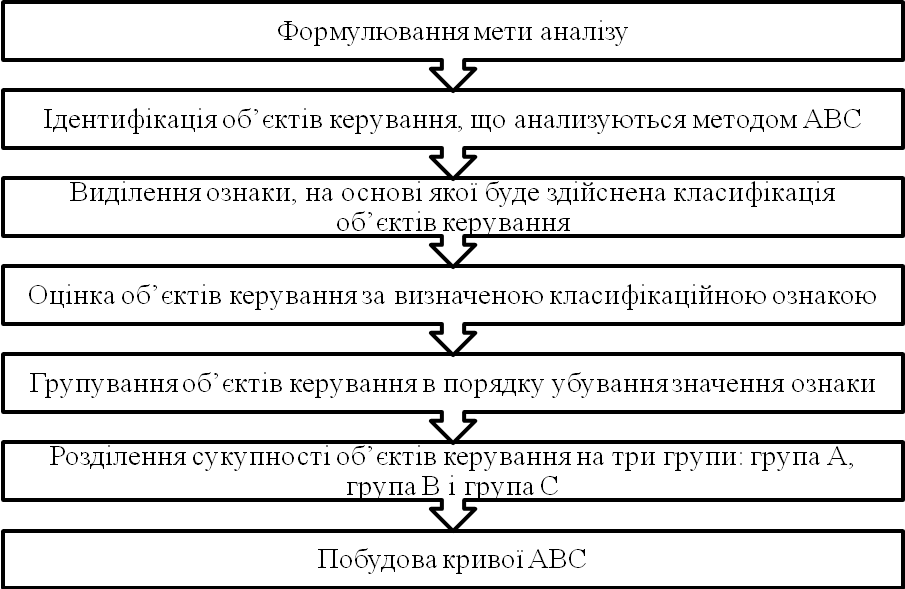 Формулювання мети аналізу
Ідентифікація об’єктів керування, що анализуються методом АВС
Виділення ознаки, на основі якої буде здійснена класифікація
об’єктів керування
Оцінка об’єктів керування за визначеною класифікаційною ознакою
Групування об’єктів керування в порядку убування значення ознаки
Розділення сукупності об’єктів керування на три групи: група А,
група В і група С
Побудова кривої АВС